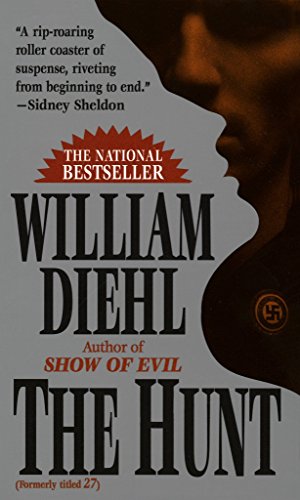 “A rip-roaring
roller coaster of
suspense, riveting
from beginning to end.”
—Sidney Sheldon
THE NATIONAL
BESTSELLER
WILLIAM
DIEHL
Author of
SHOW OF EVIL
THE HUNT
(Formerly titled 27)